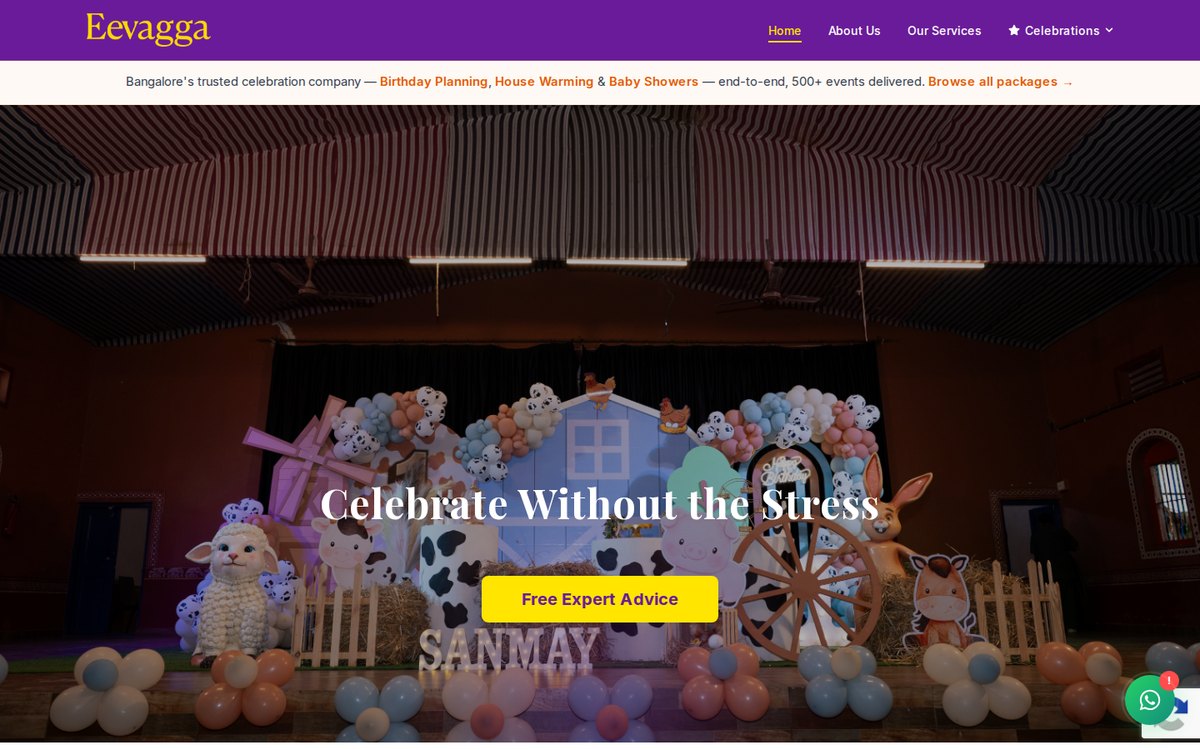 Eevagga
Home
About Us
Our Services
Celebrations
Bangalore's trusted celebration company — Birthday Planning, House Warming & Baby Showers — end-to-end, 500+ events delivered. Browse all packages →
Celebrate Without the Stress
Free Expert Advice
SANMAY
!